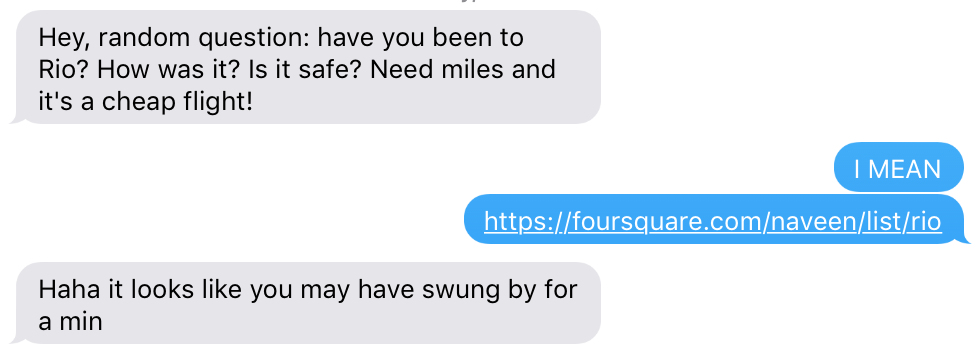 Hey, random question: have you been to
Rio? How was it? Is it safe? Need miles and
it's a cheap flight!
I MEAN
https://foursquare.com/naveen/list/rio
Haha it looks like you may have swung by for
a min